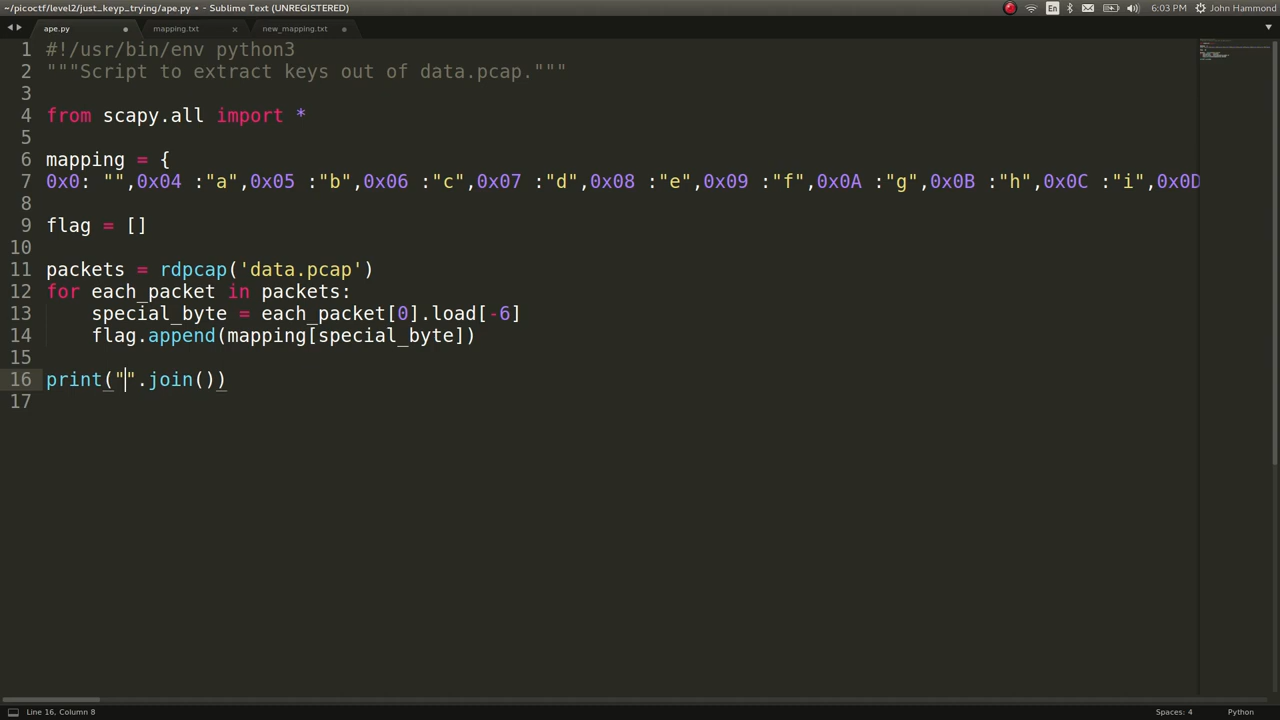 ~/picoctf/level2/just_keyp_trying/ape.py • - Sublime Text (UNREGISTERED)
En
6:03 PM
John Hammond
ape.py
mapping.txt
new_mapping.txt
1 #!/usr/bin/env python3
2 """Script to extract keys out of data.pcap."""
3
4 from scapy.all import *
5
6 mapping = {
7 0x0: "",0x04 :"a",0x05 :"b",0x06 :"c",0x07 :"d",0x08 :"e",0x09 :"f",0x0A :"g",0x0B :"h",0x0C :"i",0x0D
8
9 flag = []
10
11 packets = rdpcap('data.pcap')
12 for each_packet in packets:
13     special_byte = each_packet[0].load[-6]
14     flag.append(mapping[special_byte])
15
16 print("".join())
17
Line 16, Column 8
Spaces: 4
Python